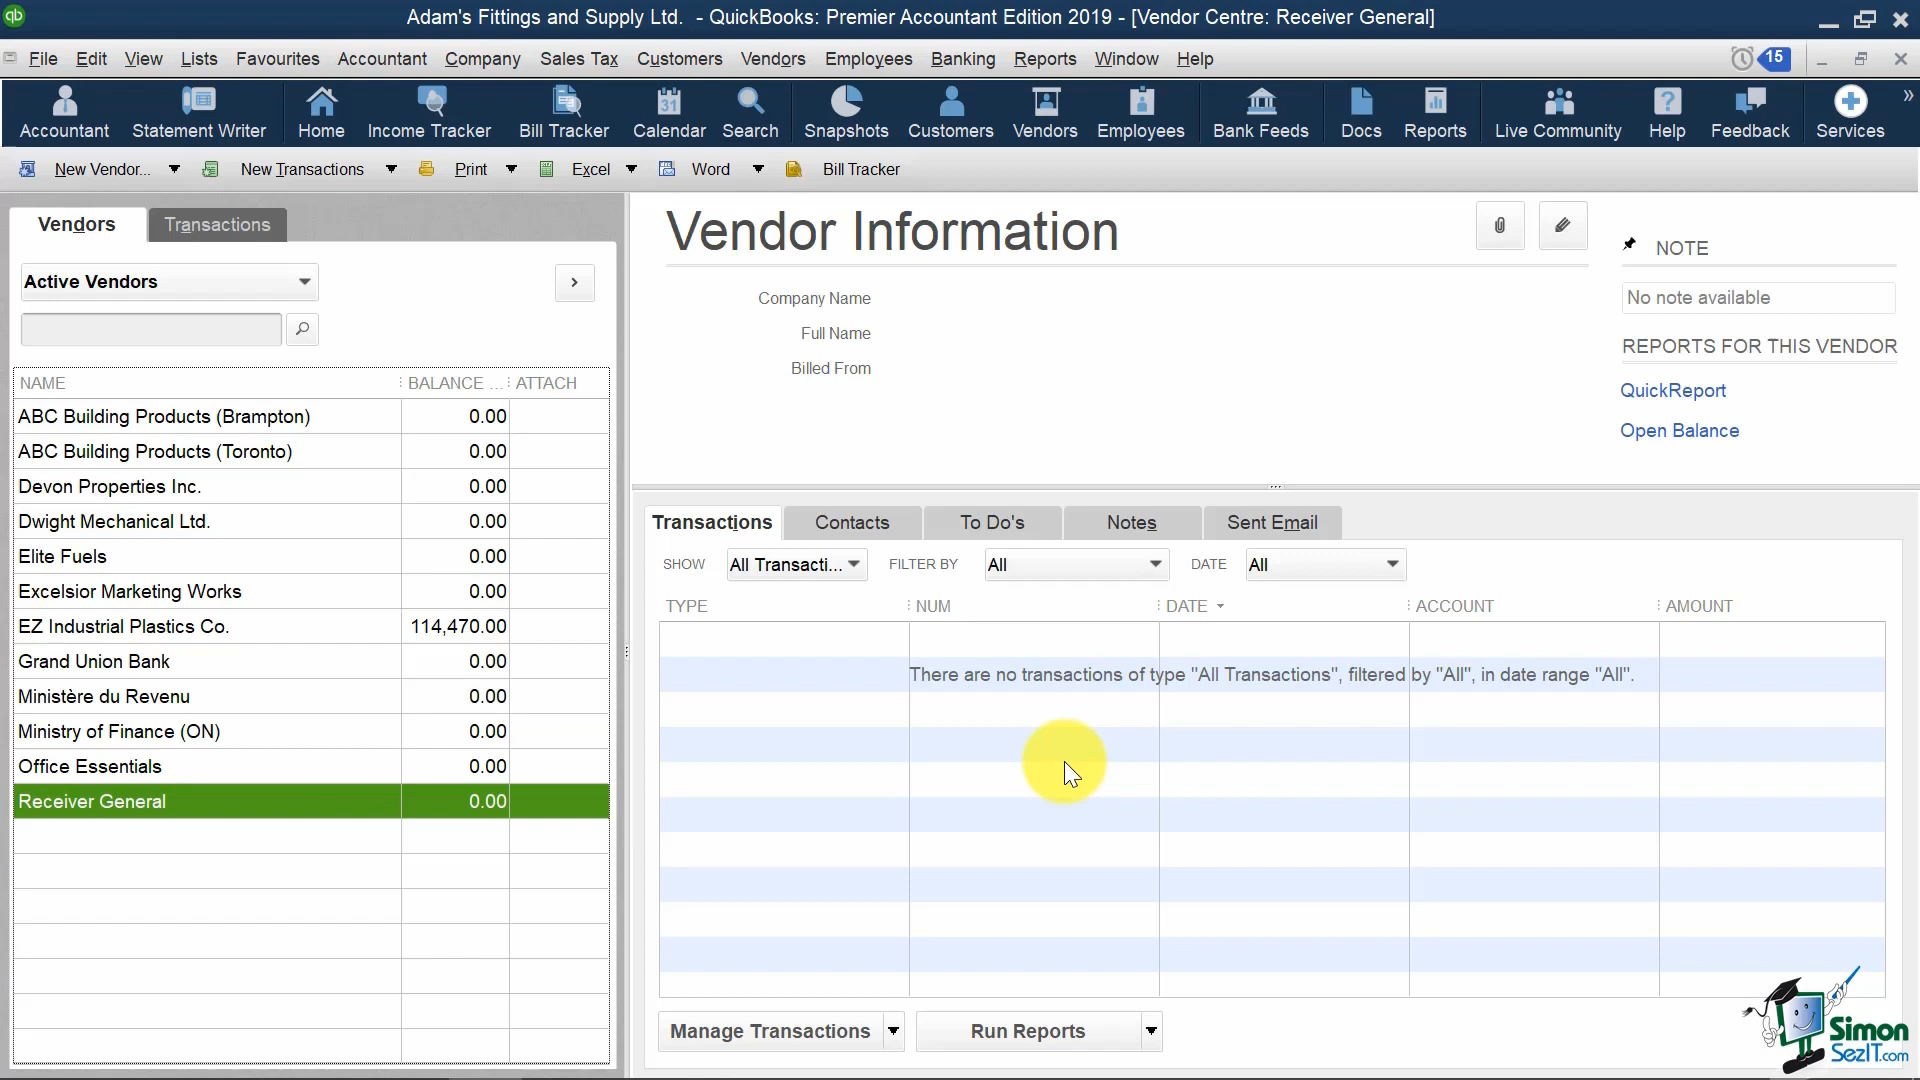 qb
Adam's Fittings and Supply Ltd. - QuickBooks: Premier Accountant Edition 2019 - [Vendor Centre: Receiver General]
File Edit View Lists Favourites Accountant Company Sales Tax Customers Vendors Employees Banking Reports Window Help 15
31 ?
Accountant Statement Writer Home Income Tracker Bill Tracker Calendar Search Snapshots Customers Vendors Employees Bank Feeds Docs Reports Live Community Help Feedback Services »
New Vendor... New Transactions Print Excel Word Bill Tracker
Vendors Transactions
Active Vendors
NAME BALANCE ... ATTACH
ABC Building Products (Brampton) 0.00
ABC Building Products (Toronto) 0.00
Devon Properties Inc. 0.00
Dwight Mechanical Ltd. 0.00
Elite Fuels 0.00
Excelsior Marketing Works 0.00
EZ Industrial Plastics Co. 114,470.00
Grand Union Bank 0.00
Ministère du Revenu 0.00
Ministry of Finance (ON) 0.00
Office Essentials 0.00
Receiver General 0.00
Vendor Information
Company Name
Full Name
Billed From
NOTE
No note available
REPORTS FOR THIS VENDOR
QuickReport
Open Balance
Transactions Contacts To Do's Notes Sent Email
SHOW All Transacti... FILTER BY All DATE All
TYPE NUM DATE ACCOUNT AMOUNT
There are no transactions of type "All Transactions", filtered by "All", in date range "All".
Manage Transactions Run Reports
Simon
SezIT.com